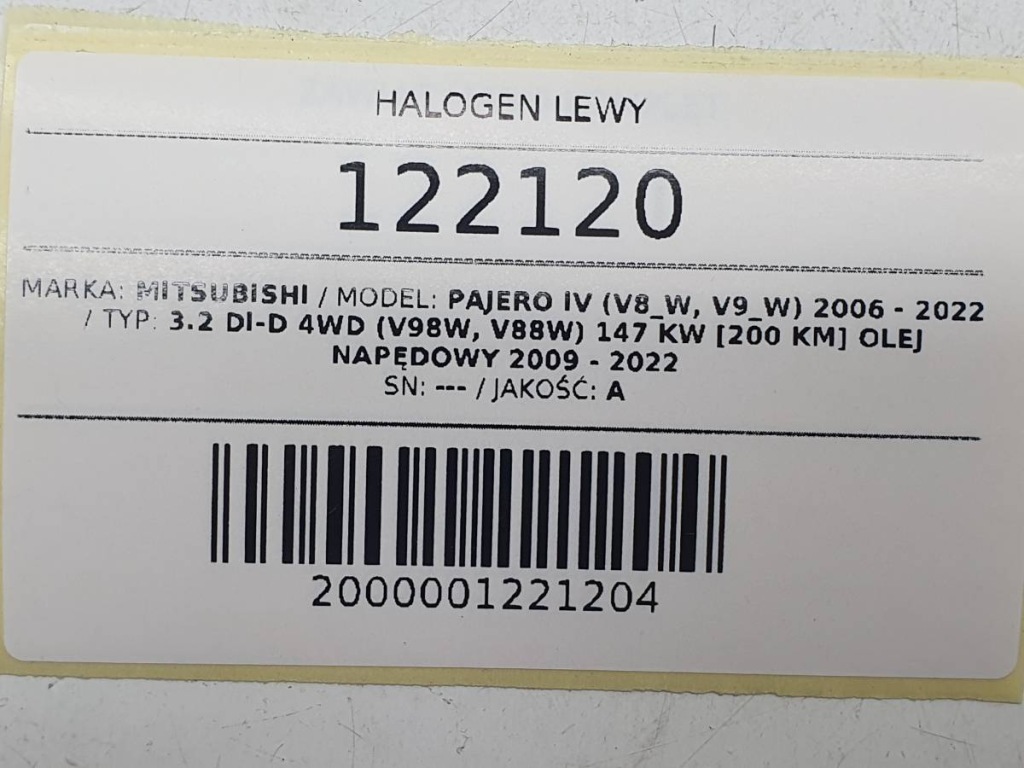 HALOGEN LEWY
122120
MARKA: MITSUBISHI / MODEL: PAJERO IV (V8_W, V9_W) 2006 - 2022
/ TYP: 3.2 DI-D 4WD (V98W, V88W) 147 KW [200 KM] OLEJ
NAPĘDOWY 2009 - 2022
SN: --- / JAKOŚĆ: A
2000001221204